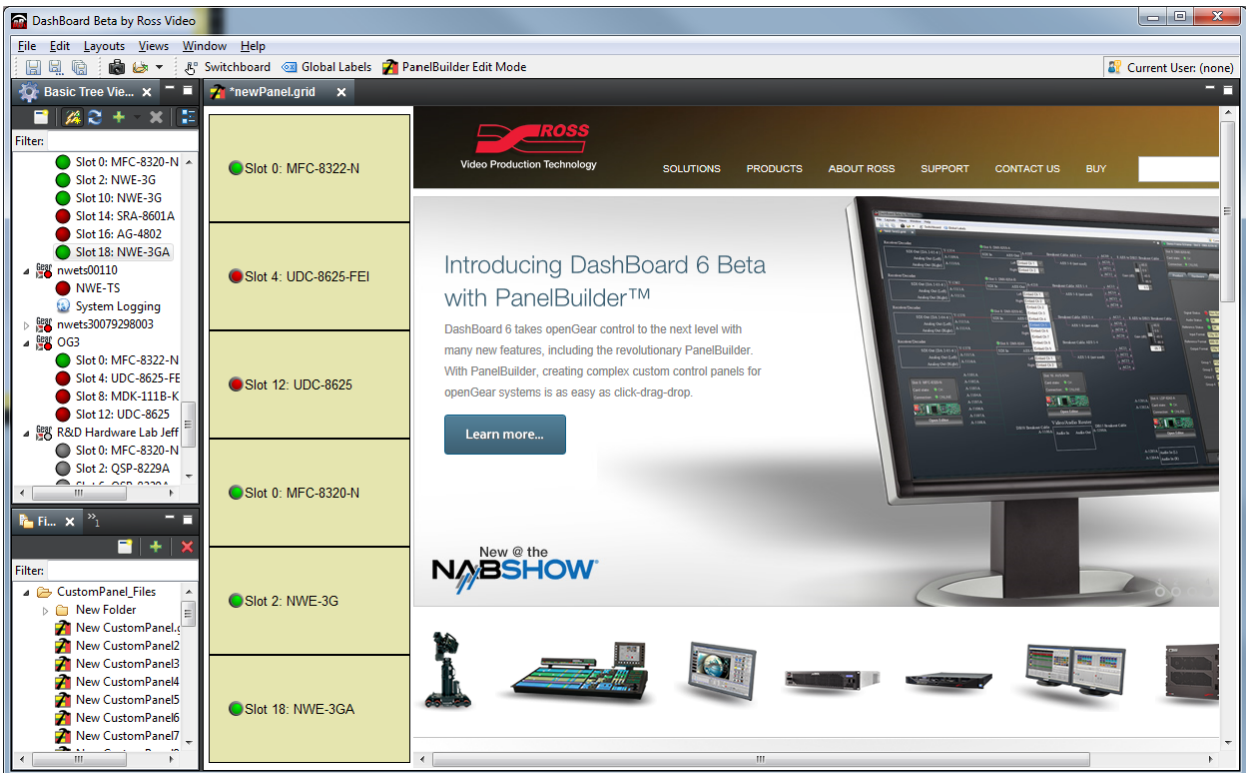 DashBoard Beta by Ross Video
File Edit Layouts Views Window Help
Switchboard Global Labels PanelBuilder Edit Mode
Current User: (none)
Basic Tree Vie...
Filter:
Slot 0: MFC-8320-N
Slot 2: NWE-3G
Slot 10: NWE-3G
Slot 14: SRA-8601A
Slot 16: AG-4802
Slot 18: NWE-3GA
nwets00110
NWE-TS
System Logging
nwets30079298003
OG3
Slot 0: MFC-8322-N
Slot 4: UDC-8625-FE
Slot 8: MDK-111B-K
Slot 12: UDC-8625
R&D Hardware Lab Jeff
Slot 0: MFC-8320-N
Slot 2: QSP-8229A
Fi...
Filter:
CustomPanel_Files
New Folder
New CustomPanel.g
New CustomPanel2
New CustomPanel3
New CustomPanel4
New CustomPanel5
New CustomPanel6
New CustomPanel7
*newPanel.grid
Slot 0: MFC-8322-N
Slot 4: UDC-8625-FEI
Slot 12: UDC-8625
Slot 0: MFC-8320-N
Slot 2: NWE-3G
Slot 18: NWE-3GA
ROSS
Video Production Technology
SOLUTIONS PRODUCTS ABOUT ROSS SUPPORT CONTACT US BUY
Introducing DashBoard 6 Beta
with PanelBuilder™
DashBoard 6 takes openGear control to the next level with
many new features, including the revolutionary PanelBuilder.
With PanelBuilder, creating complex custom control panels for
openGear systems is as easy as click-drag-drop.
Learn more...
New @ the
NABSHOW